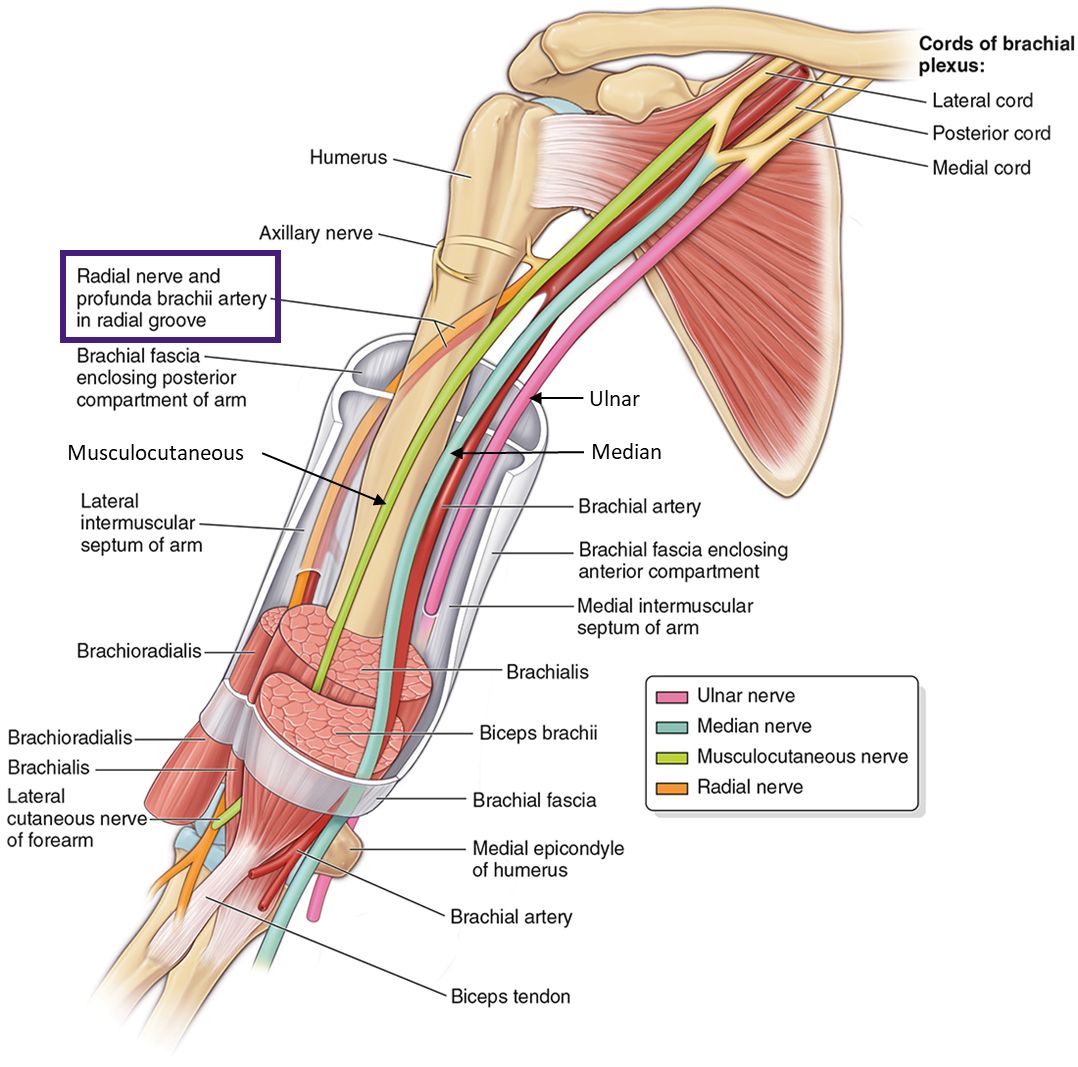 Cords of brachial
plexus:
Lateral cord
Posterior cord
Medial cord
Humerus
Axillary nerve
Radial nerve and
profunda brachii artery
in radial groove
Brachial fascia
enclosing posterior
compartment of arm
Ulnar
Musculocutaneous
Median
Lateral
intermuscular
septum of arm
Brachial artery
Brachial fascia enclosing
anterior compartment
Medial intermuscular
septum of arm
Brachioradialis
Brachialis
Ulnar nerve
Median nerve
Musculocutaneous nerve
Radial nerve
Biceps brachii
Brachioradialis
Brachialis
Lateral
cutaneous nerve
of forearm
Brachial fascia
Medial epicondyle
of humerus
Brachial artery
Biceps tendon